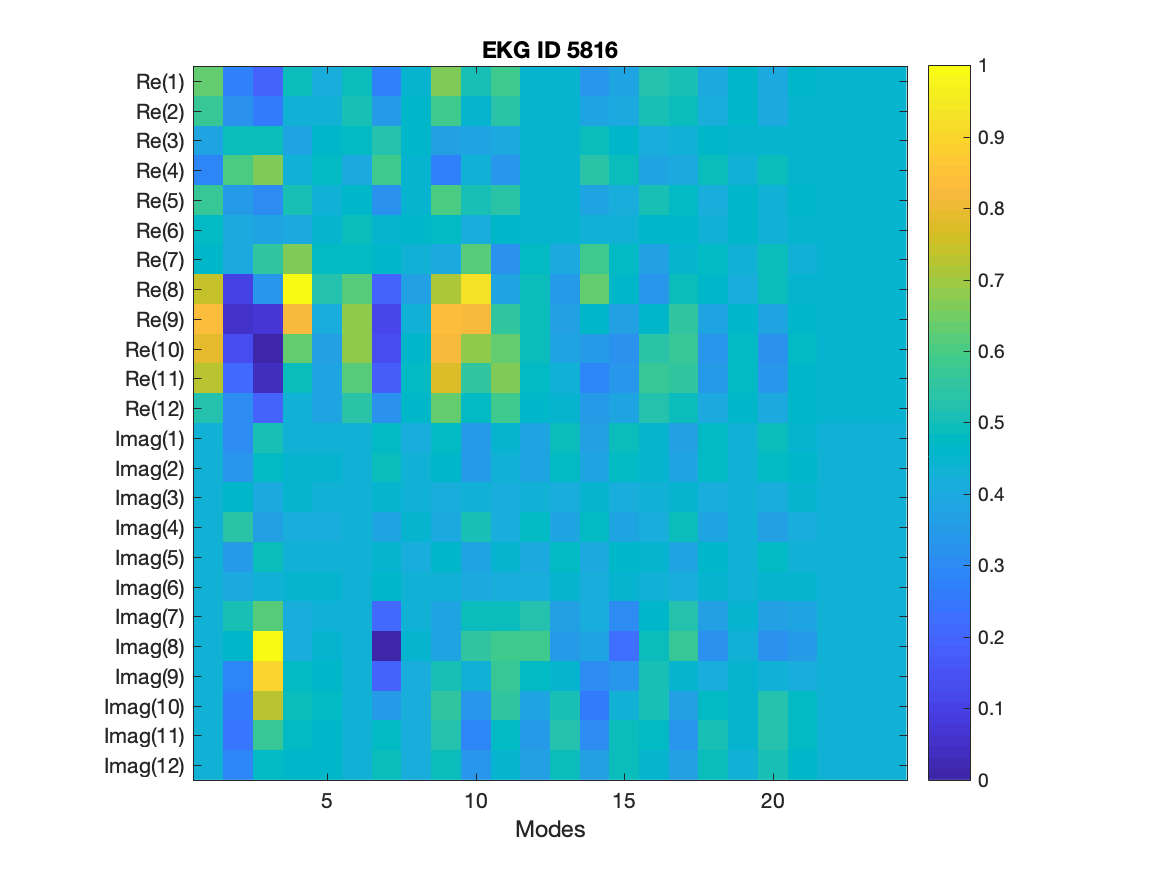 EKG ID 5816
Re(1)
Re(2)
Re(3)
Re(4)
Re(5)
Re(6)
Re(7)
Re(8)
Re(9)
Re(10)
Re(11)
Re(12)
Imag(1)
Imag(2)
Imag(3)
Imag(4)
Imag(5)
Imag(6)
Imag(7)
Imag(8)
Imag(9)
Imag(10)
Imag(11)
Imag(12)
5 10 15 20
Modes
1
0.9
0.8
0.7
0.6
0.5
0.4
0.3
0.2
0.1
0